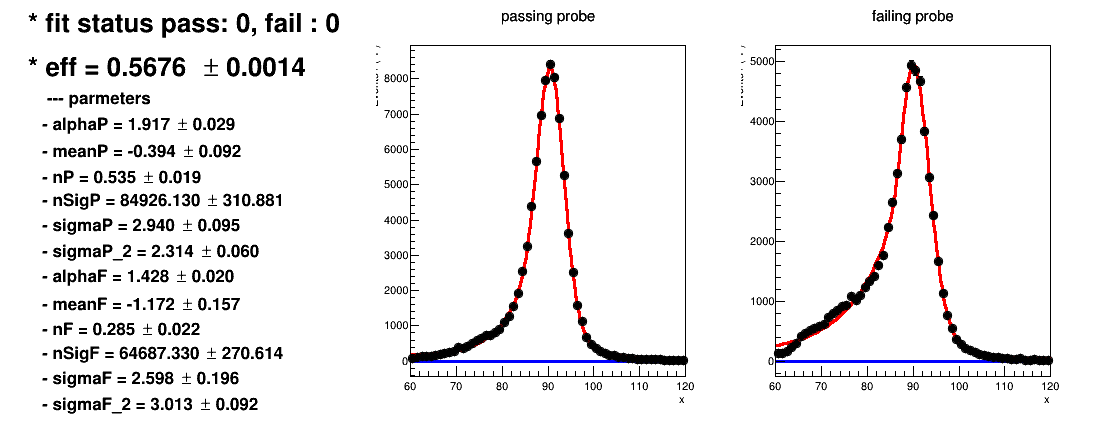 * fit status pass: 0, fail : 0
* eff = 0.5676 ± 0.0014
--- parmeters
- alphaP = 1.917 ± 0.029
- meanP = -0.394 ± 0.092
- nP = 0.535 ± 0.019
- nSigP = 84926.130 ± 310.881
- sigmaP = 2.940 ± 0.095
- sigmaP_2 = 2.314 ± 0.060
- alphaF = 1.428 ± 0.020
- meanF = -1.172 ± 0.157
- nF = 0.285 ± 0.022
- nSigF = 64687.330 ± 270.614
- sigmaF = 2.598 ± 0.196
- sigmaF_2 = 3.013 ± 0.092
passing probe
8000
7000
6000
5000
4000
3000
2000
1000
0
60 70 80 90 100 110 120
x
failing probe
5000
4000
3000
2000
1000
0
60 70 80 90 100 110 120
x